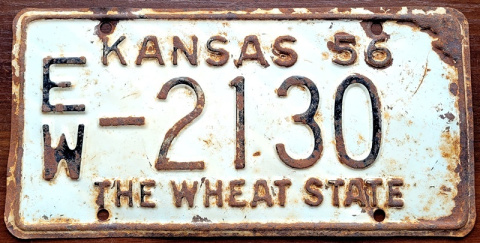 KANSAS 56
EW-2130
THE WHEAT STATE